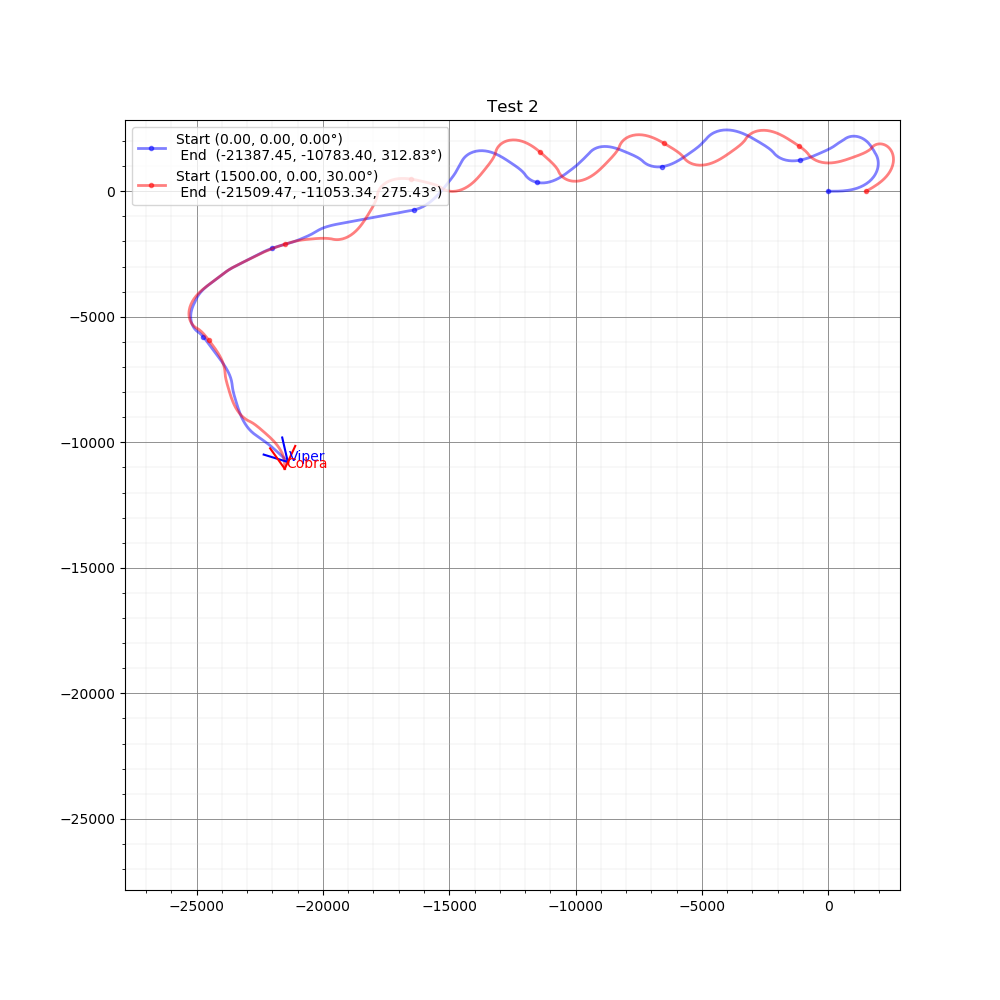 Test 2
Start (0.00, 0.00, 0.00°)
End (-21387.45, -10783.40, 312.83°)
Start (1500.00, 0.00, 30.00°)
End (-21509.47, -11053.34, 275.43°)
0
−5000
−10000
−15000
−20000
−25000
Viper
Cobra
−25000 −20000 −15000 −10000 −5000 0